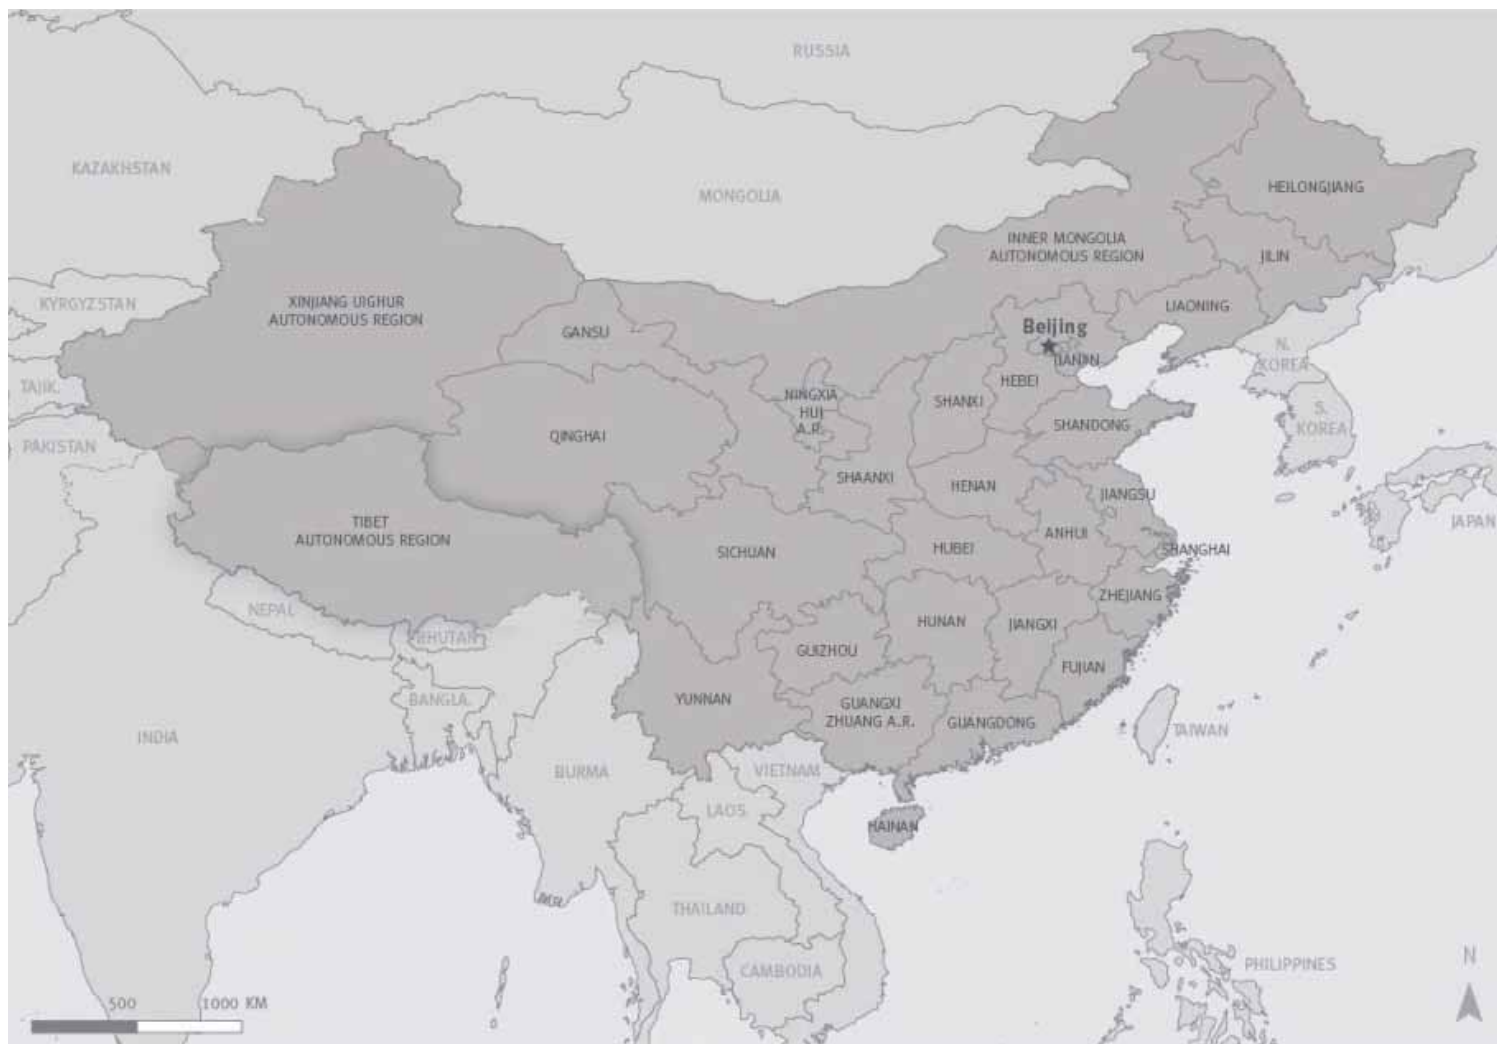 RUSSIA
KAZAKHSTAN
MONGOLIA
HEILONGJIANG
INNER MONGOLIA
AUTONOMOUS REGION
JILIN
KYRGYZSTAN
XINJIANG UIGHUR
AUTONOMOUS REGION
GANSU
LIAONING
Beijing
TIANJIN
N.
KOREA
TAJIK.
HEBEI
NINGXIA
HUI
A.R.
SHANXI
S.
KOREA
SHANDONG
PAKISTAN
QINGHAI
SHAANXI
HENAN
JIANGSU
JAPAN
TIBET
AUTONOMOUS REGION
SICHUAN
HUBEI
ANHUI
SHANGHAI
ZHEJIANG
NEPAL
BHUTAN
HUNAN
JIANGXI
GUIZHOU
FUJIAN
YUNNAN
BANGLA.
GUANGXI
ZHUANG A.R.
GUANGDONG
TAIWAN
INDIA
BURMA
VIETNAM
LAOS
HAINAN
THAILAND
CAMBODIA
PHILIPPINES
N
500
1000 KM